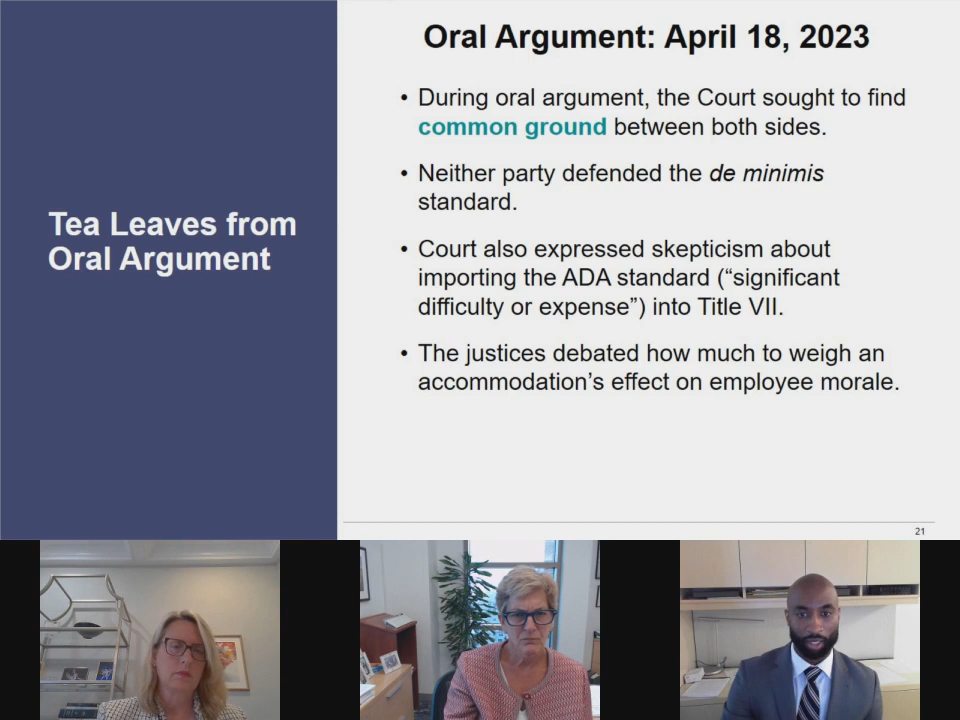 Tea Leaves from
Oral Argument
Oral Argument: April 18, 2023
• During oral argument, the Court sought to find
common ground between both sides.
• Neither party defended the de minimis
standard.
• Court also expressed skepticism about
importing the ADA standard (“significant
difficulty or expense”) into Title VII.
• The justices debated how much to weigh an
accommodation’s effect on employee morale.
21